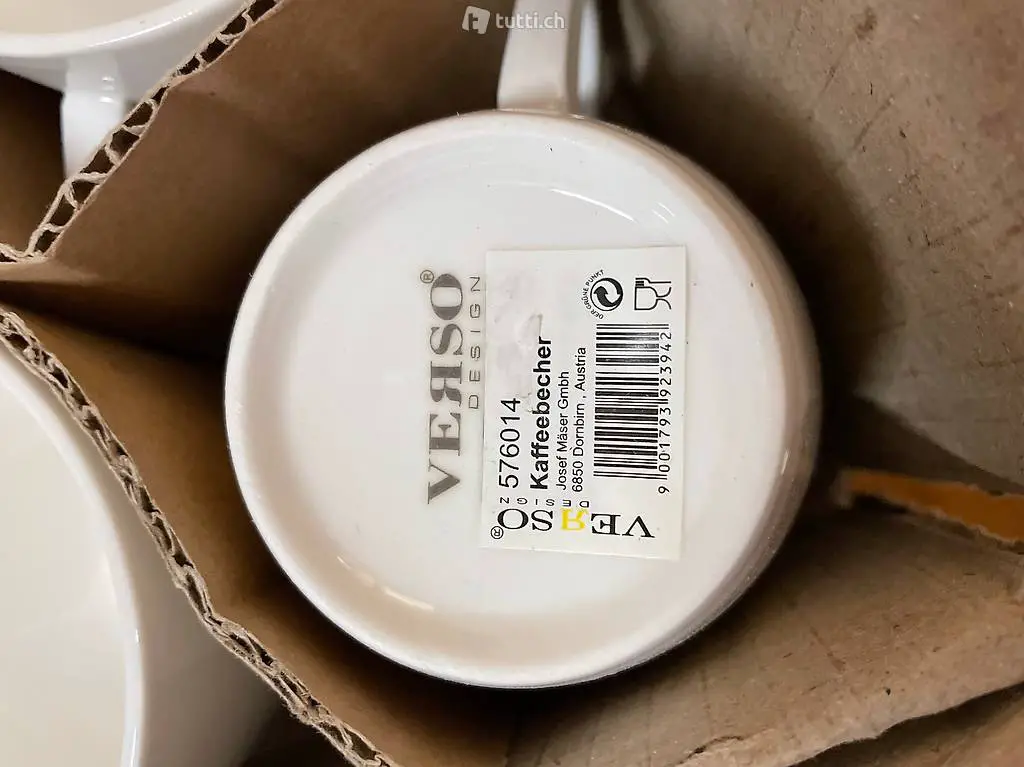 tutti.ch
VERSO®
DESIGN
576014
Kaffeebecher
Josef Mäser Gmbh
6850 Dornbirn , Austria
DER GRÜNE PUNKT
9 001793 923942
VERSO®
DESIGN